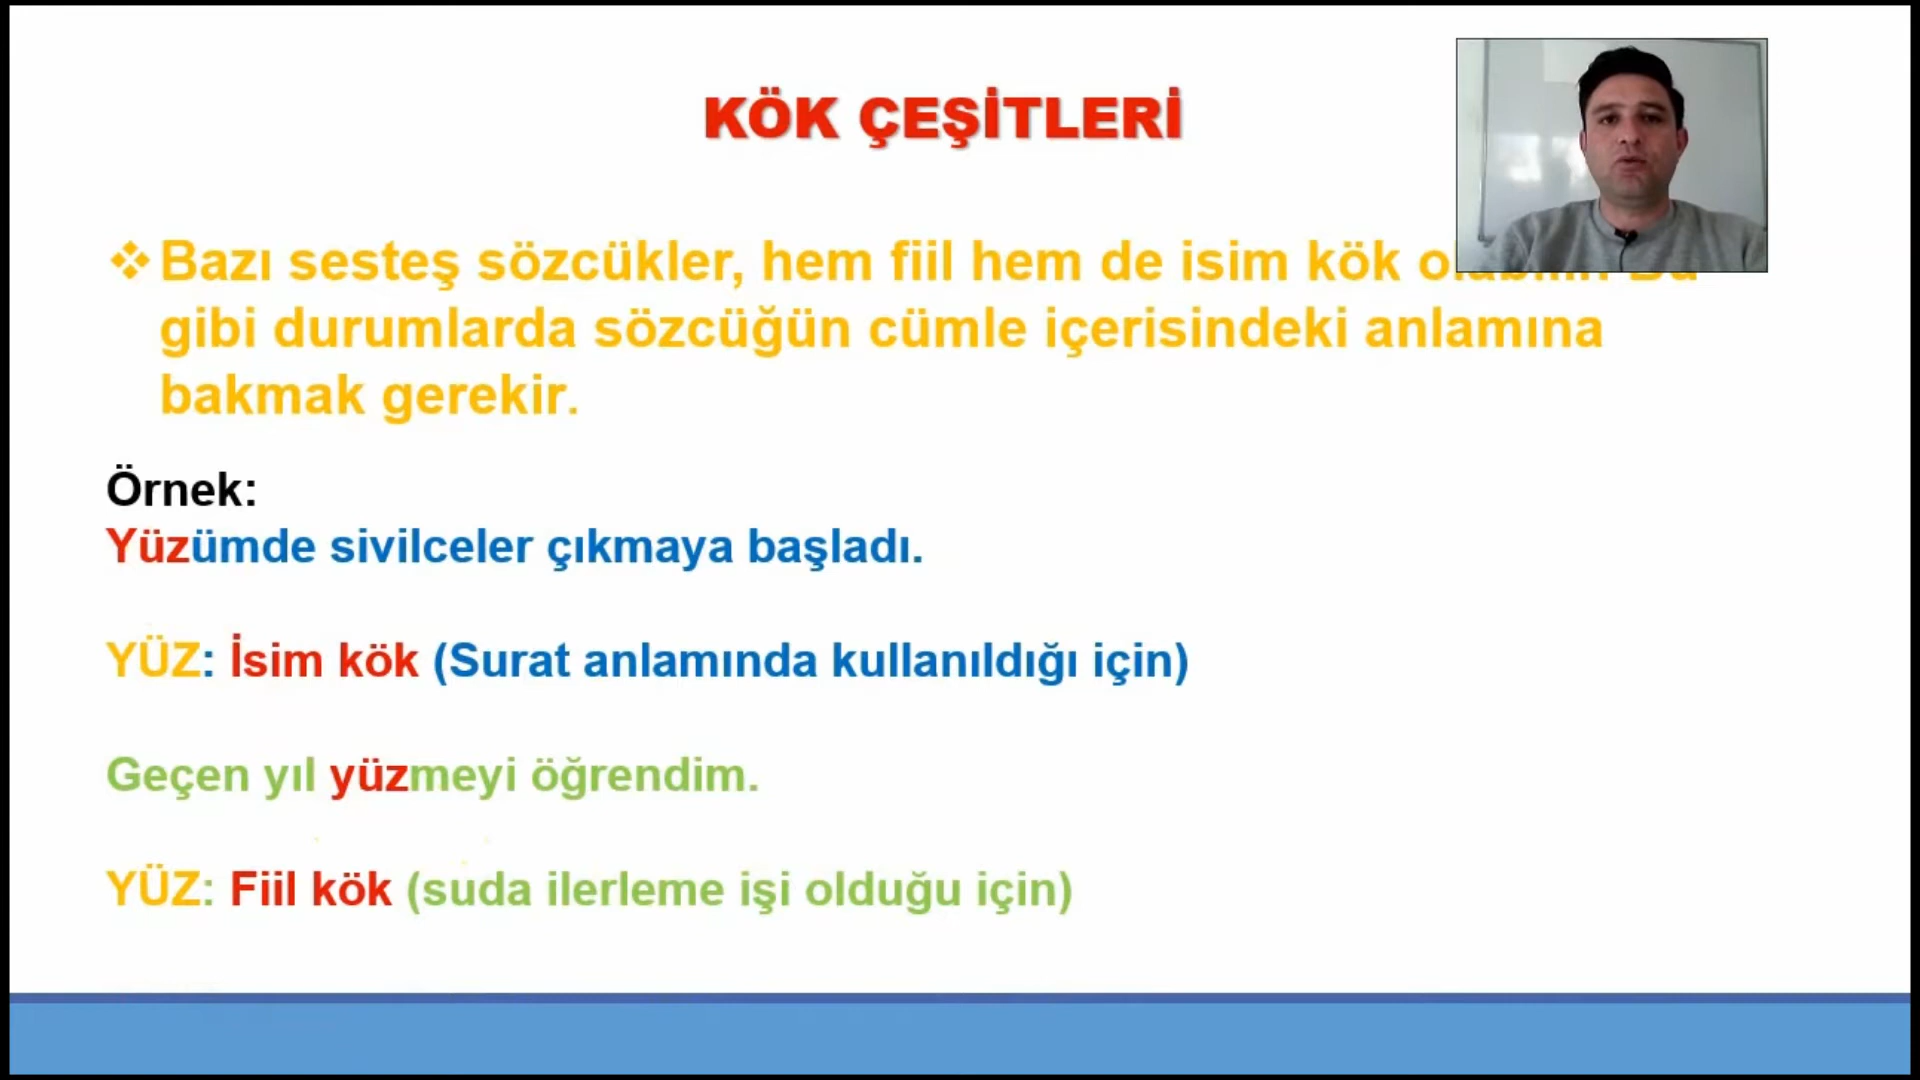 KÖK ÇEŞİTLERİ
Bazı sesteş sözcükler, hem fiil hem de isim kök
gibi durumlarda sözcüğün cümle içerisindeki anlamına
bakmak gerekir.
Örnek:
Yüzümde sivilceler çıkmaya başladı.
YÜZ: İsim kök (Surat anlamında kullanıldığı için)
Geçen yıl yüzmeyi öğrendim.
YÜZ: Fiil kök (suda ilerleme işi olduğu için)